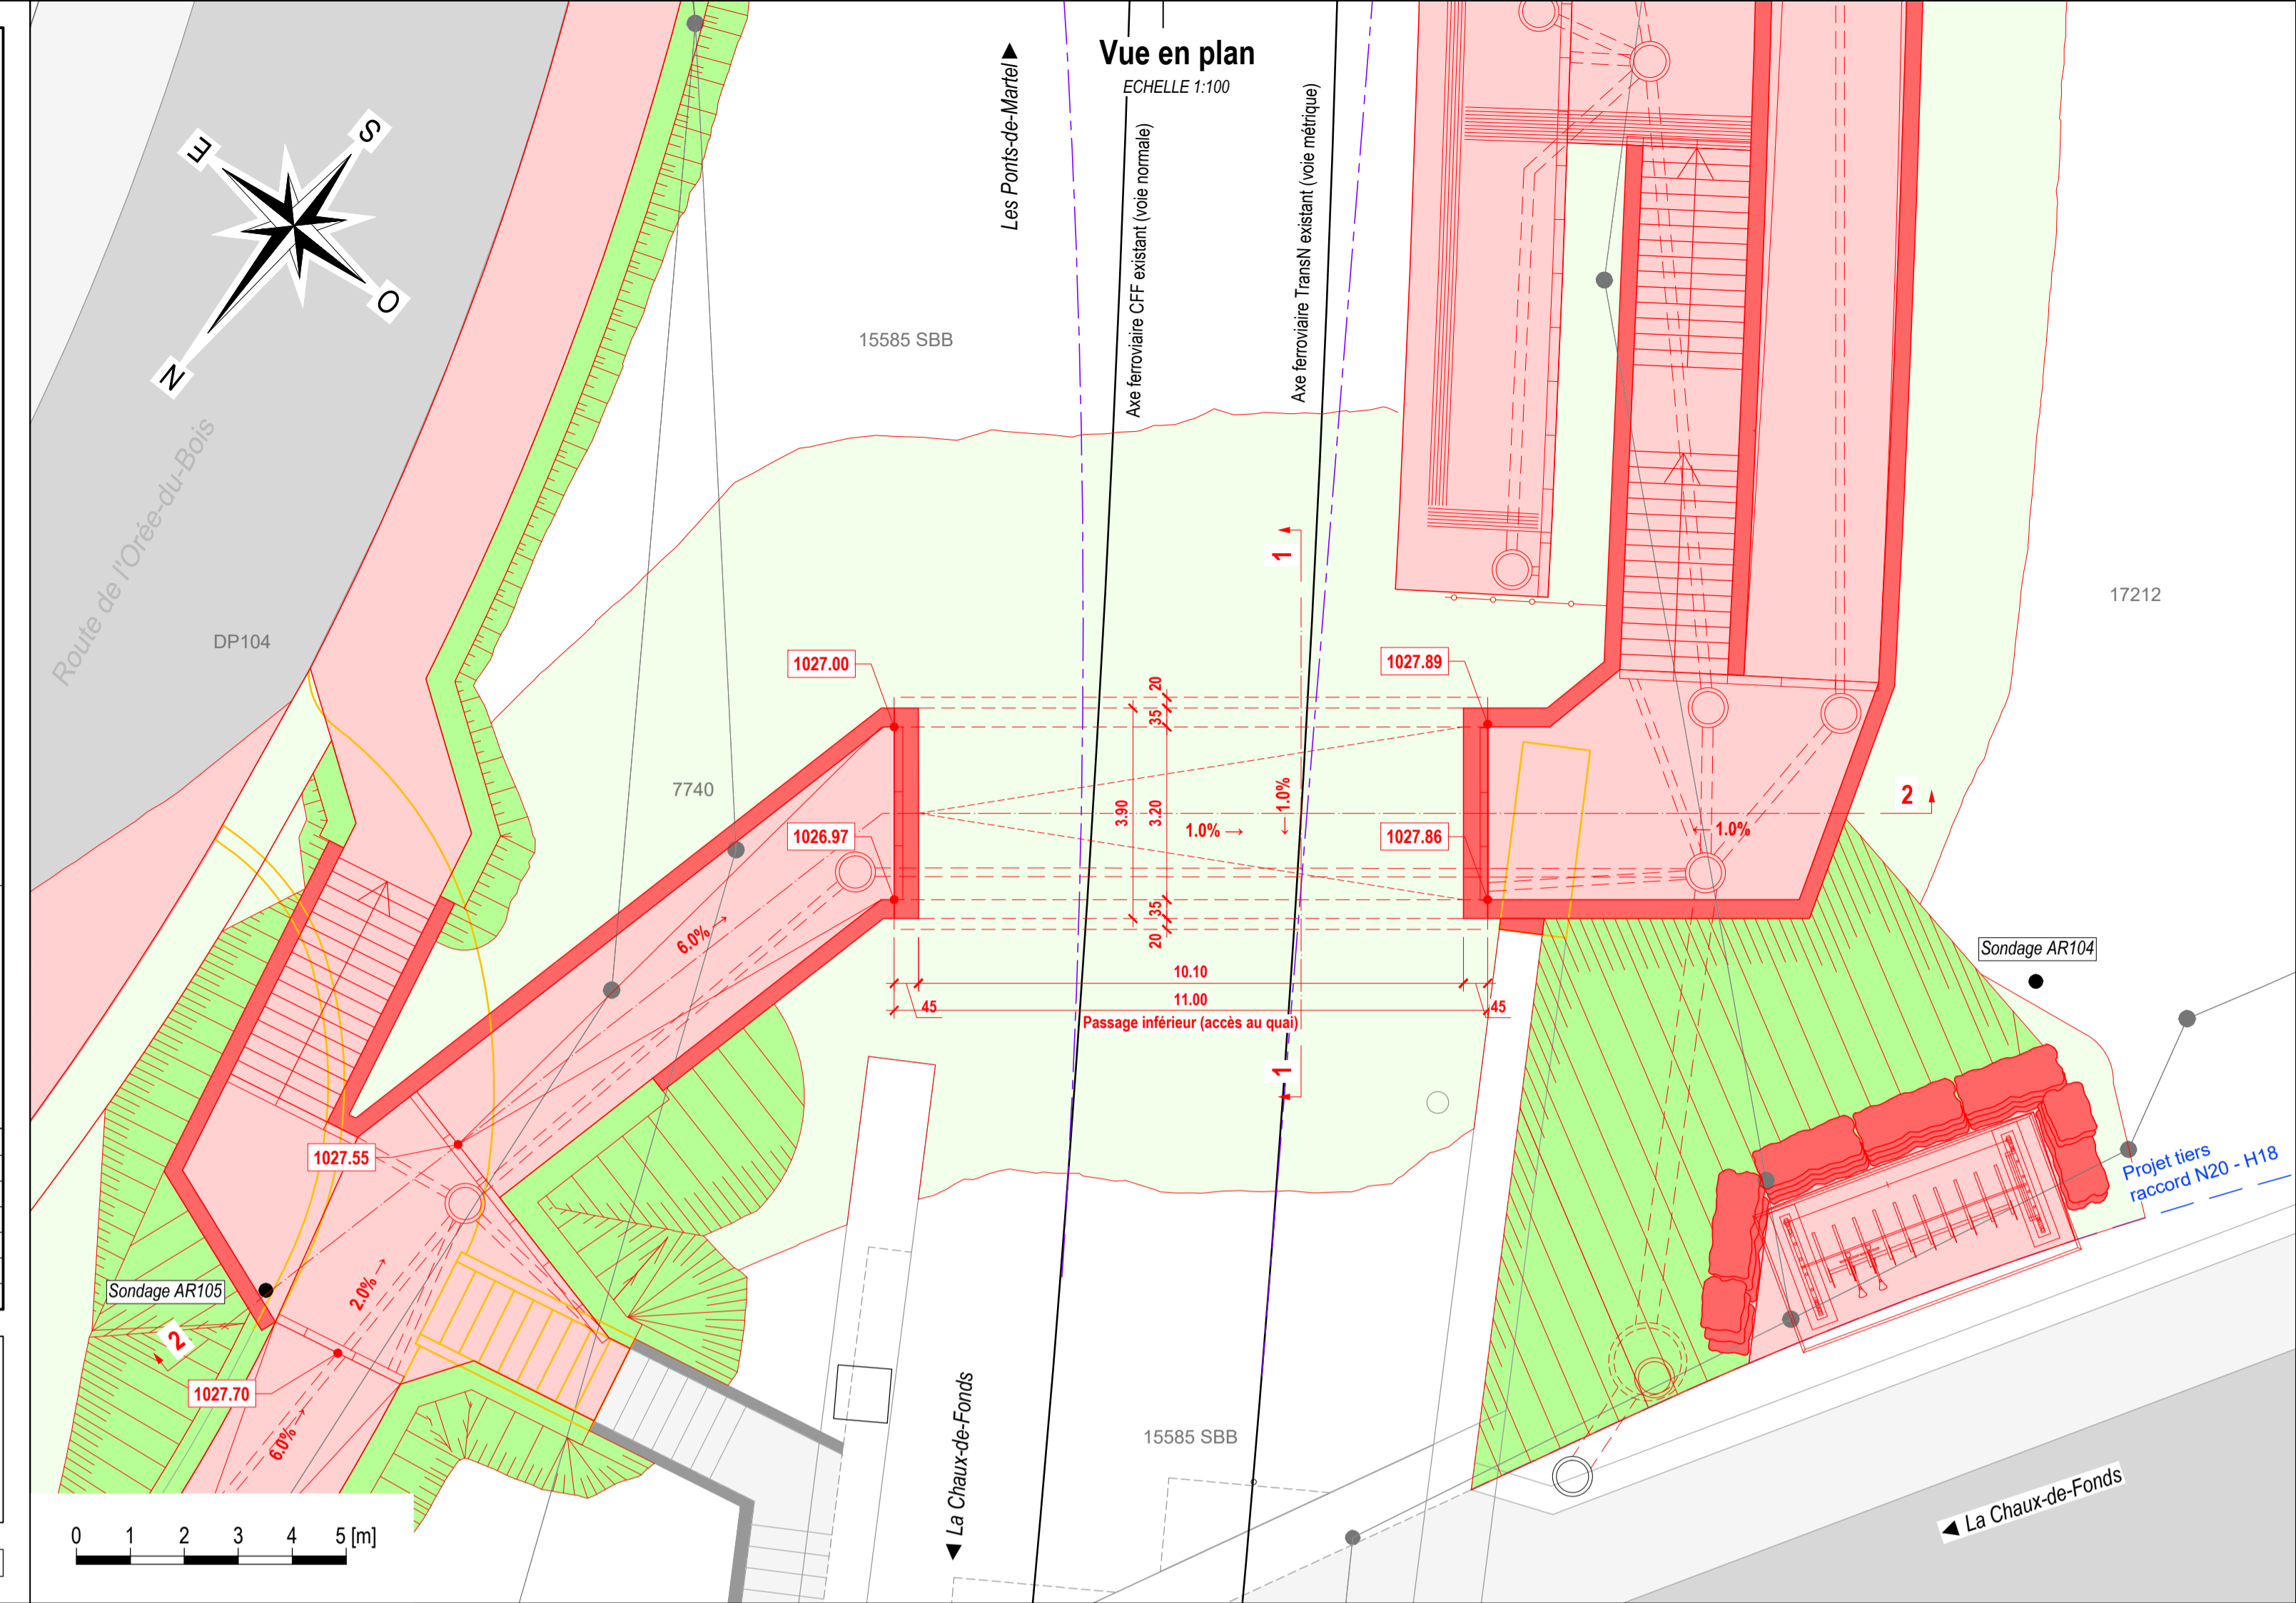 Vue en plan
ECHELLE 1:100
Les Ponts-de-Martel
Axe ferroviaire CFF existant (voie normale)
Axe ferroviaire TransN existant (voie métrique)
S
E
O
N
Route de l'Orée-du-Bois
DP104
15585 SBB
17212
7740
1
1027.00
1027.89
1026.97
1027.86
20
35
3.90
3.20
35
20
1.0% →
← 1.0%
← 1.0%
2
6.0% →
10.10
11.00
45
45
Passage inférieur (accès au quai)
1
Sondage AR104
1027.55
2.0% →
Sondage AR105
2
1027.70
6.0% →
Projet tiers
raccord N20 - H18
La Chaux-de-Fonds
15585 SBB
La Chaux-de-Fonds
0 1 2 3 4 5 [m]